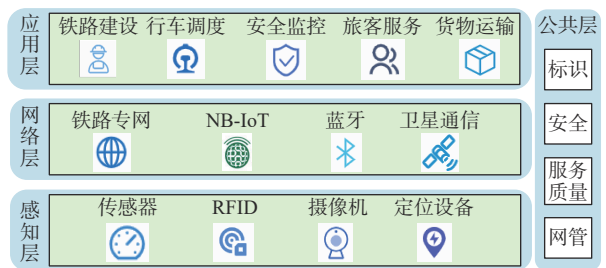 应用层
铁路建设 行车调度 安全监控 旅客服务 货物运输
网络层
铁路专网 NB-IoT 蓝牙 卫星通信
感知层
传感器 RFID 摄像机 定位设备
公共层
标识
安全
服务
质量
网管